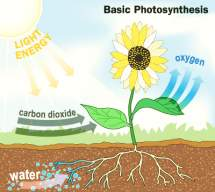 Basic Photosynthesis
LIGHT
ENERGY
oxygen
carbon dioxide
water